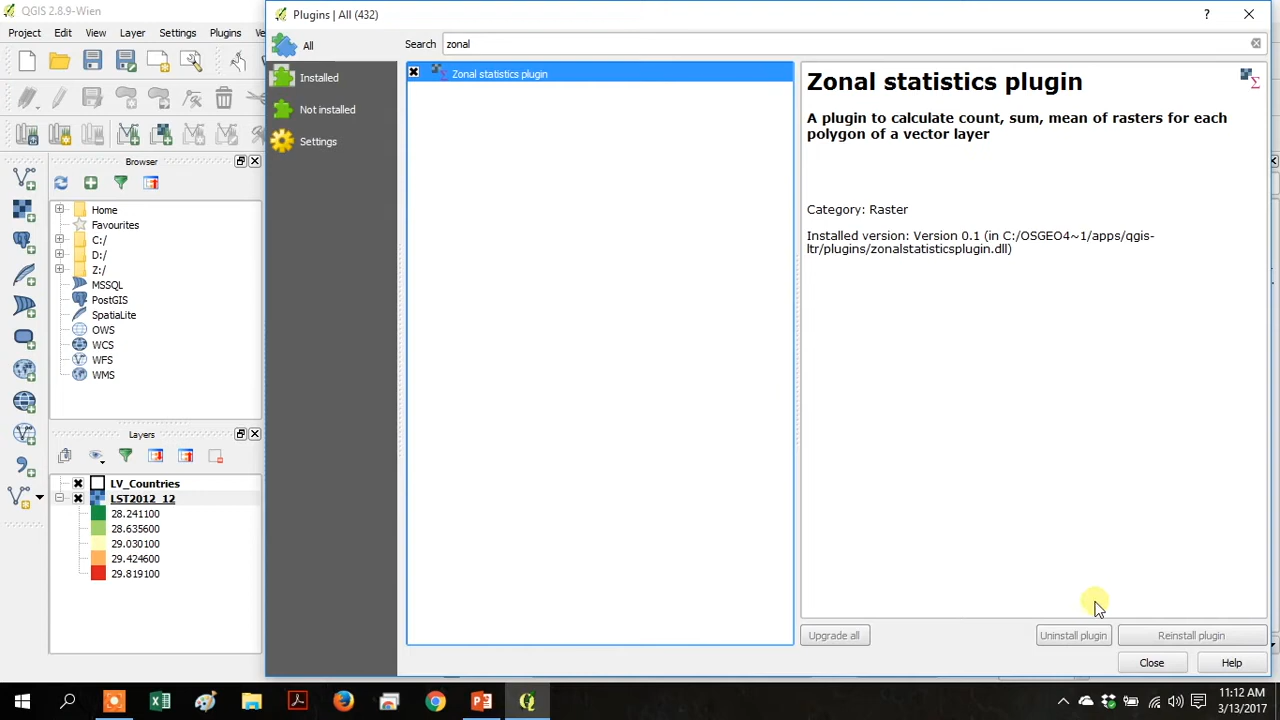 QGIS 2.8.9-Wien
Project Edit View Layer Settings Plugins Ve
Browser
Home
Favourites
C:/
D:/
Z:/
MSSQL
PostGIS
SpatiaLite
OWS
WCS
WFS
WMS
Layers
LV_Countries
LST2012_12
28.241100
28.635600
29.030100
29.424600
29.819100
Plugins | All (432)
All
Installed
Not installed
Settings
Search zonal
Zonal statistics plugin
Zonal statistics plugin
A plugin to calculate count, sum, mean of rasters for each
polygon of a vector layer
Category: Raster
Installed version: Version 0.1 (in C:/OSGEO4~1/apps/qgis-
ltr/plugins/zonalstatisticsplugin.dll)
Upgrade all Uninstall plugin Reinstall plugin
Close Help
11:12 AM
3/13/2017